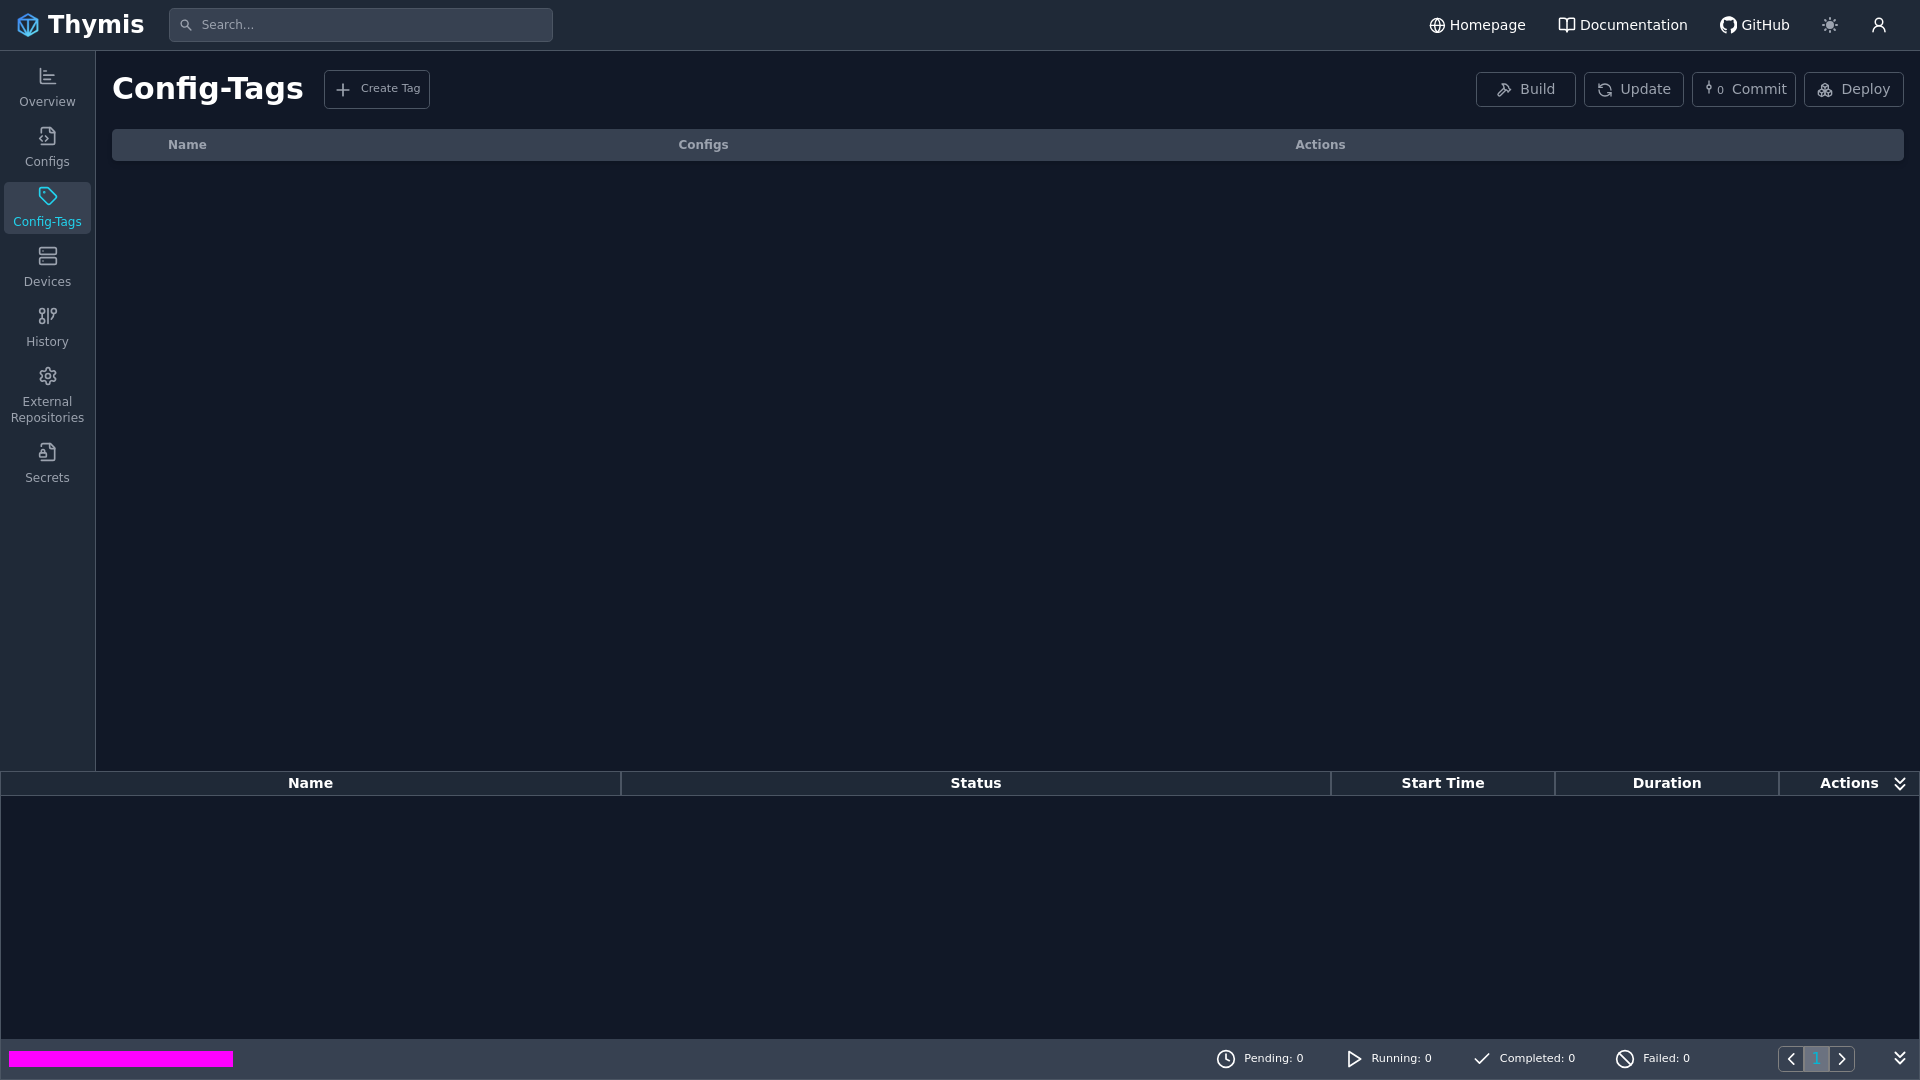 Thymis
Search...
Homepage
Documentation
GitHub
Overview
Configs
Config-Tags
Devices
History
External
Repositories
Secrets
Config-Tags
Create Tag
Build
Update
0 Commit
Deploy
Name Configs Actions
Name Status Start Time Duration Actions
Pending: 0 Running: 0 Completed: 0 Failed: 0
1